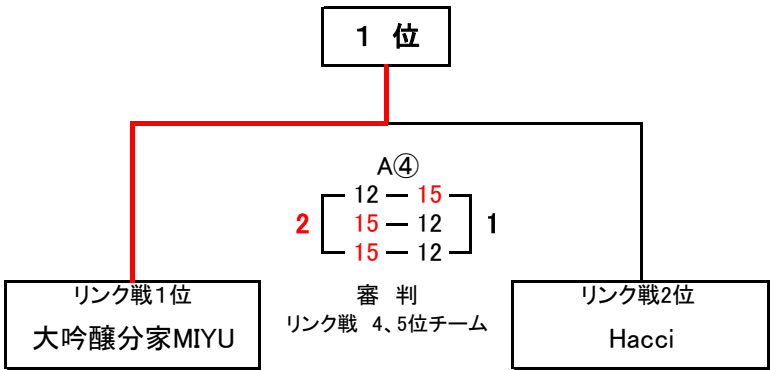 １ 位
A④
12 ― 15
2 15 ― 12 1
15 ― 12
審 判
リンク戦 4、5位チーム
リンク戦１位
大吟醸分家MIYU
リンク戦2位
Hacci